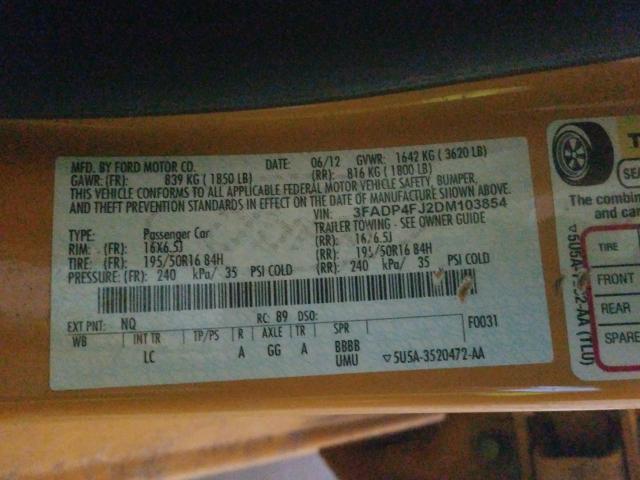 MFD. BY FORD MOTOR CO. DATE: 06/12 GVWR: 1642 KG ( 3620 LB)
GAWR: (FR): 839 KG ( 1850 LB) (RR): 816 KG ( 1800 LB)
THIS VEHICLE CONFORMS TO ALL APPLICABLE FEDERAL MOTOR VEHICLE SAFETY, BUMPER,
AND THEFT PREVENTION STANDARDS IN EFFECT ON THE DATE OF MANUFACTURE SHOWN ABOVE.
VIN: 3FADP4FJ2DM103854
TYPE: Passenger Car TRAILER TOWING - SEE OWNER GUIDE
RIM: (FR): 16X6.5J (RR): 16 6.5J
TIRE: (FR): 195/50R16 84H (RR): 195/50R16 84H
PRESSURE: (FR): 240 kPa/ 35 PSI COLD (RR): 240 kPa/ 35 PSI COLD
EXT PNT: NQ RC: 89 DSO: F0031
WB INT TR TP/PS R AXLE TR SPR
LC A GG A BBBB
UMU ▽5U5A-3520472-AA
SE
The combin
and ca
TIRE
FRONT
REAR
SPARE